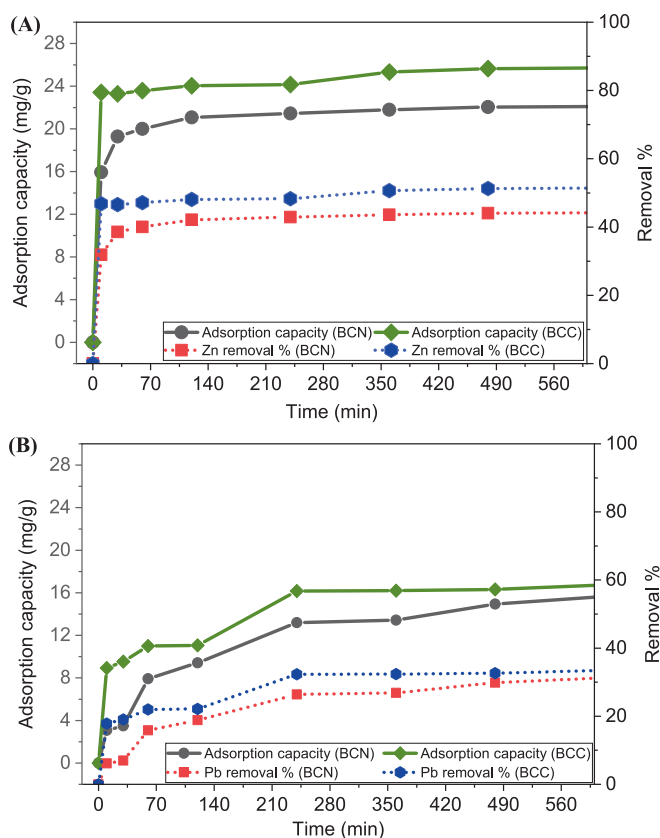 (A)
28
24
20
16
12
8
4
0
Adsorption capacity (mg/g)
100
80
60
40
20
0
Removal %
Adsorption capacity (BCN) Adsorption capacity (BCC)
Zn removal % (BCN) Zn removal % (BCC)
0 70 140 210 280 350 420 490 560
Time (min)
(B)
28
24
20
16
12
8
4
0
Adsorption capacity (mg/g)
100
80
60
40
20
0
Removal %
Adsorption capacity (BCN) Adsorption capacity (BCC)
Pb removal % (BCN) Pb removal % (BCC)
0 70 140 210 280 350 420 490 560
Time (min)